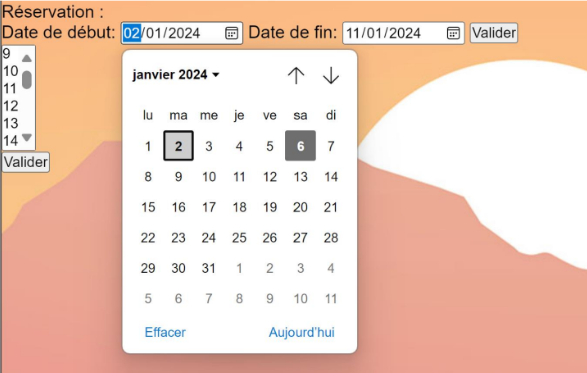 Réservation :
Date de début: 02/01/2024 Date de fin: 11/01/2024 Valider
9
10
11
12
13
14
Valider
janvier 2024
lu ma me je ve sa di
1 2 3 4 5 6 7
8 9 10 11 12 13 14
15 16 17 18 19 20 21
22 23 24 25 26 27 28
29 30 31 1 2 3 4
5 6 7 8 9 10 11
Effacer Aujourd'hui